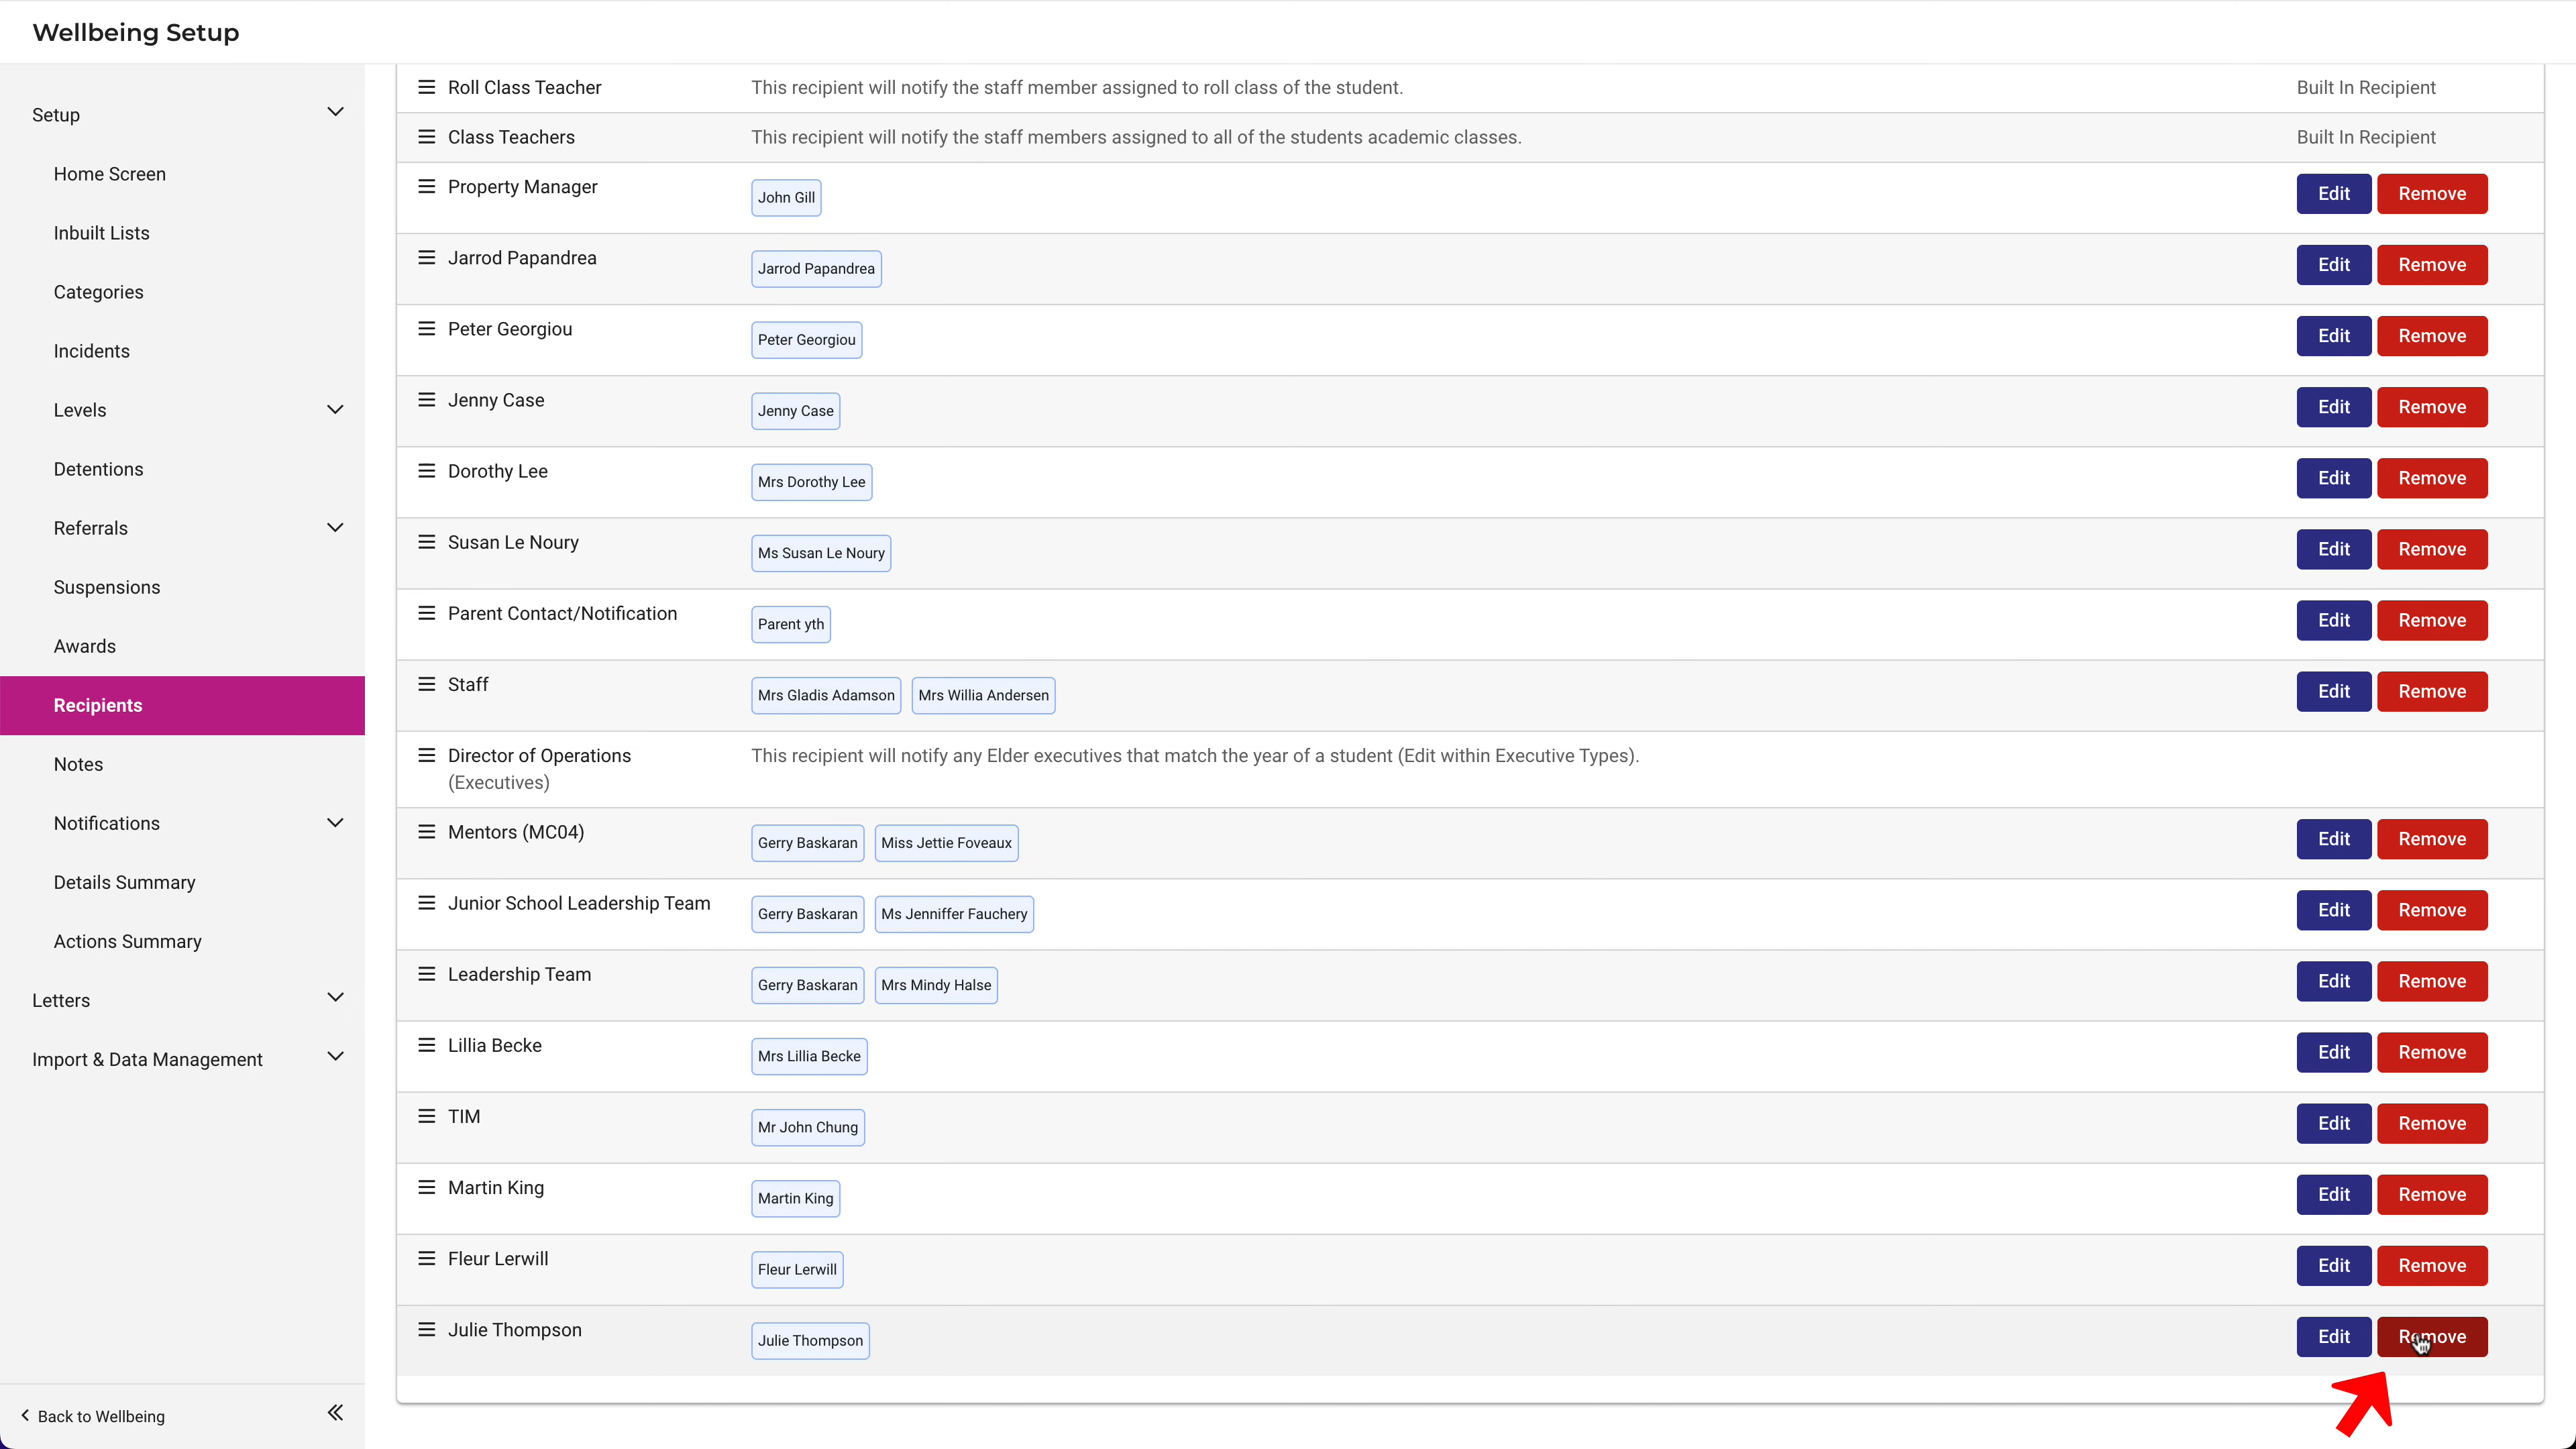 Wellbeing Setup
Setup
Home Screen
Inbuilt Lists
Categories
Incidents
Levels
Detentions
Referrals
Suspensions
Awards
Recipients
Notes
Notifications
Details Summary
Actions Summary
Letters
Import & Data Management
Back to Wellbeing
Roll Class Teacher This recipient will notify the staff member assigned to roll class of the student. Built In Recipient
Class Teachers This recipient will notify the staff members assigned to all of the students academic classes. Built In Recipient
Property Manager John Gill Edit Remove
Jarrod Papandrea Jarrod Papandrea Edit Remove
Peter Georgiou Peter Georgiou Edit Remove
Jenny Case Jenny Case Edit Remove
Dorothy Lee Mrs Dorothy Lee Edit Remove
Susan Le Noury Ms Susan Le Noury Edit Remove
Parent Contact/Notification Parent yth Edit Remove
Staff Mrs Gladis Adamson Mrs Willia Andersen Edit Remove
Director of Operations This recipient will notify any Elder executives that match the year of a student (Edit within Executive Types).
(Executives)
Mentors (MC04) Gerry Baskaran Miss Jettie Foveaux Edit Remove
Junior School Leadership Team Gerry Baskaran Ms Jenniffer Fauchery Edit Remove
Leadership Team Gerry Baskaran Mrs Mindy Halse Edit Remove
Lillia Becke Mrs Lillia Becke Edit Remove
TIM Mr John Chung Edit Remove
Martin King Martin King Edit Remove
Fleur Lerwill Fleur Lerwill Edit Remove
Julie Thompson Julie Thompson Edit Remove